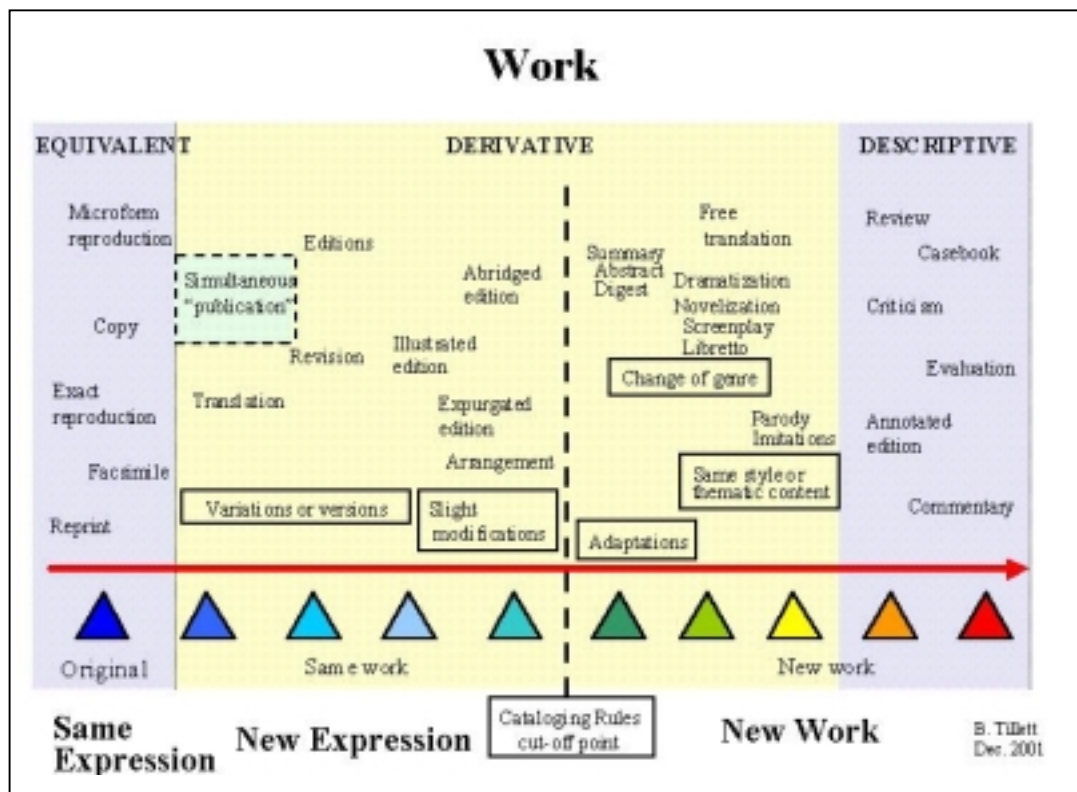 Work
EQUIVALENT
DERIVATIVE
DESCRIPTIVE
Microform
reproduction
Copy
Exact
reproduction
Facsimile
Reprint
Simultaneous
"publication"
Editions
Revision
Translation
Illustrated
edition
Abridged
edition
Expurgated
edition
Arrangement
Variations or versions
Slight
modifications
Summary
Abstract
Digest
Free
translation
Dramatization
Novelization
Screenplay
Libretto
Change of genre
Parody
Imitations
Same style or
thematic content
Adaptations
Review
Casebook
Criticism
Evaluation
Annotated
edition
Commentary
Original
Same work
New work
Same
Expression
New Expression
Cataloging Rules
cut-off point
New Work
B. Tillett
Dec. 2001